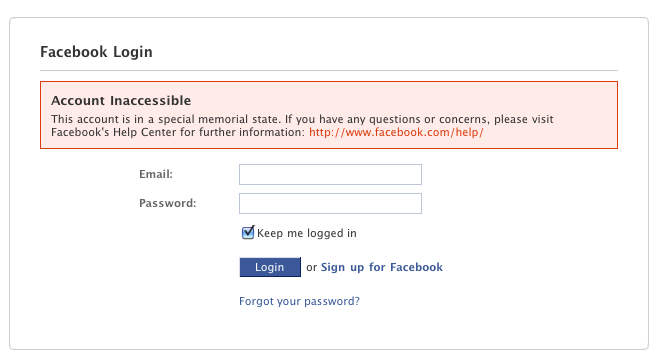 Facebook Login
Account Inaccessible
This account is in a special memorial state. If you have any questions or concerns, please visit
Facebook's Help Center for further information: http://www.facebook.com/help/
Email:
Password:
Keep me logged in
Login or Sign up for Facebook
Forgot your password?